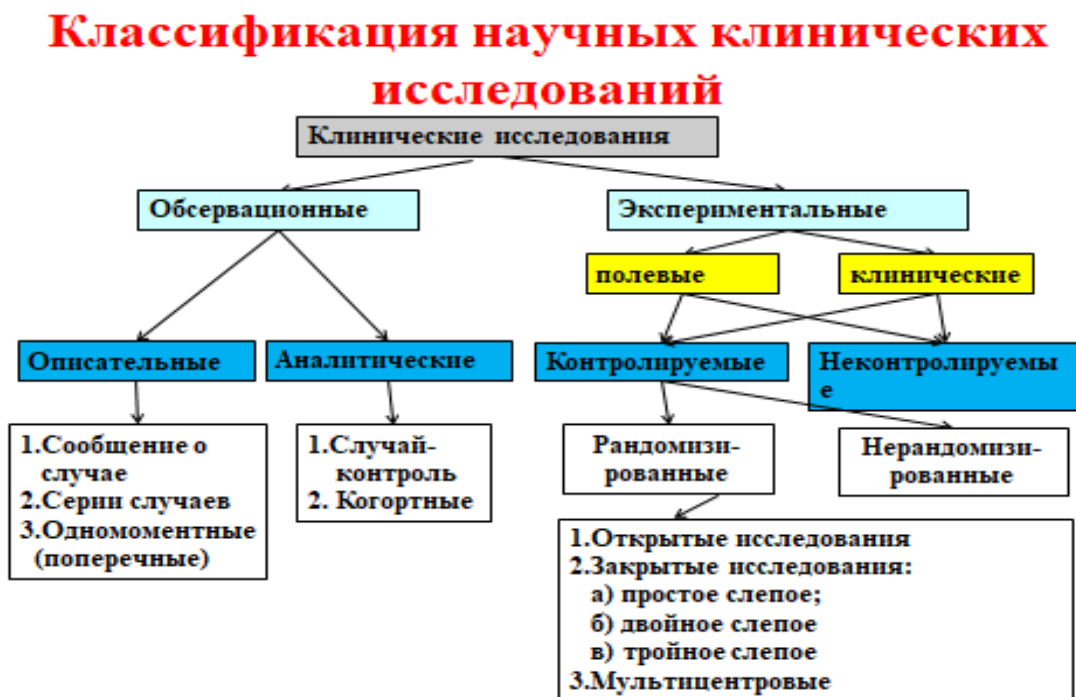 Классификация научных клинических
исследований
Клинические исследования
Обсервационные
Экспериментальные
полевые
клинические
Описательные
Аналитические
Контролируемые
Неконтролируемы
е
1.Сообщение о
случае
2.Серии случаев
3.Одномоментные
(поперечные)
1.Случай-
контроль
2. Когортные
Рандомизи-
рованные
Нерандомизи-
рованные
1.Открытые исследования
2.Закрытые исследования:
а) простое слепое;
б) двойное слепое
в) тройное слепое
3.Мультицентровые